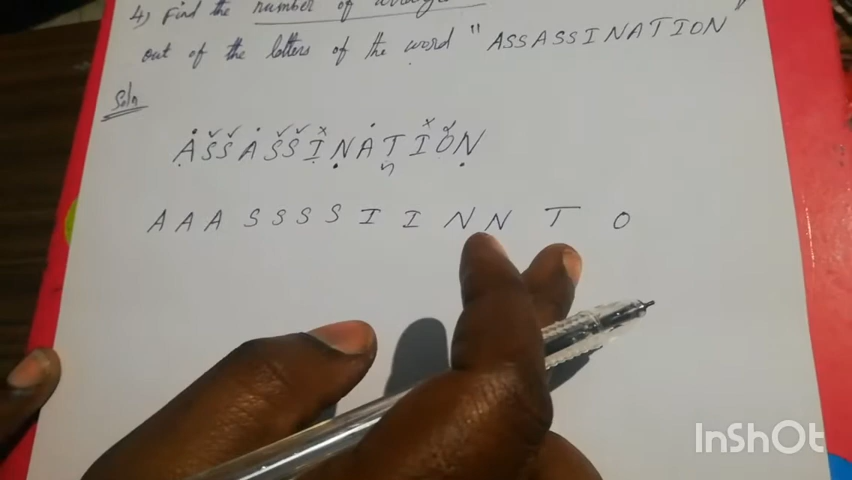 4) Find the number of
out of the letters of the word "ASSASSINATION"
Soln
ASSASSINATION
A A A S S S S I I N N T O
InShOt